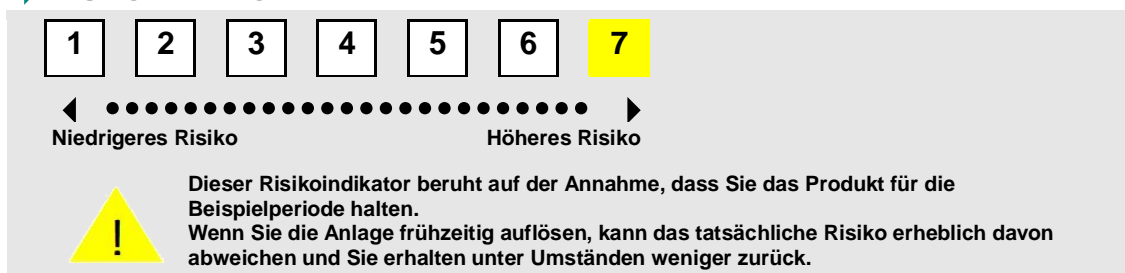 1 2 3 4 5 6 7
Niedrigeres Risiko Höheres Risiko
Dieser Risikoindikator beruht auf der Annahme, dass Sie das Produkt für die
Beispielperiode halten.
Wenn Sie die Anlage frühzeitig auflösen, kann das tatsächliche Risiko erheblich davon
abweichen und Sie erhalten unter Umständen weniger zurück.